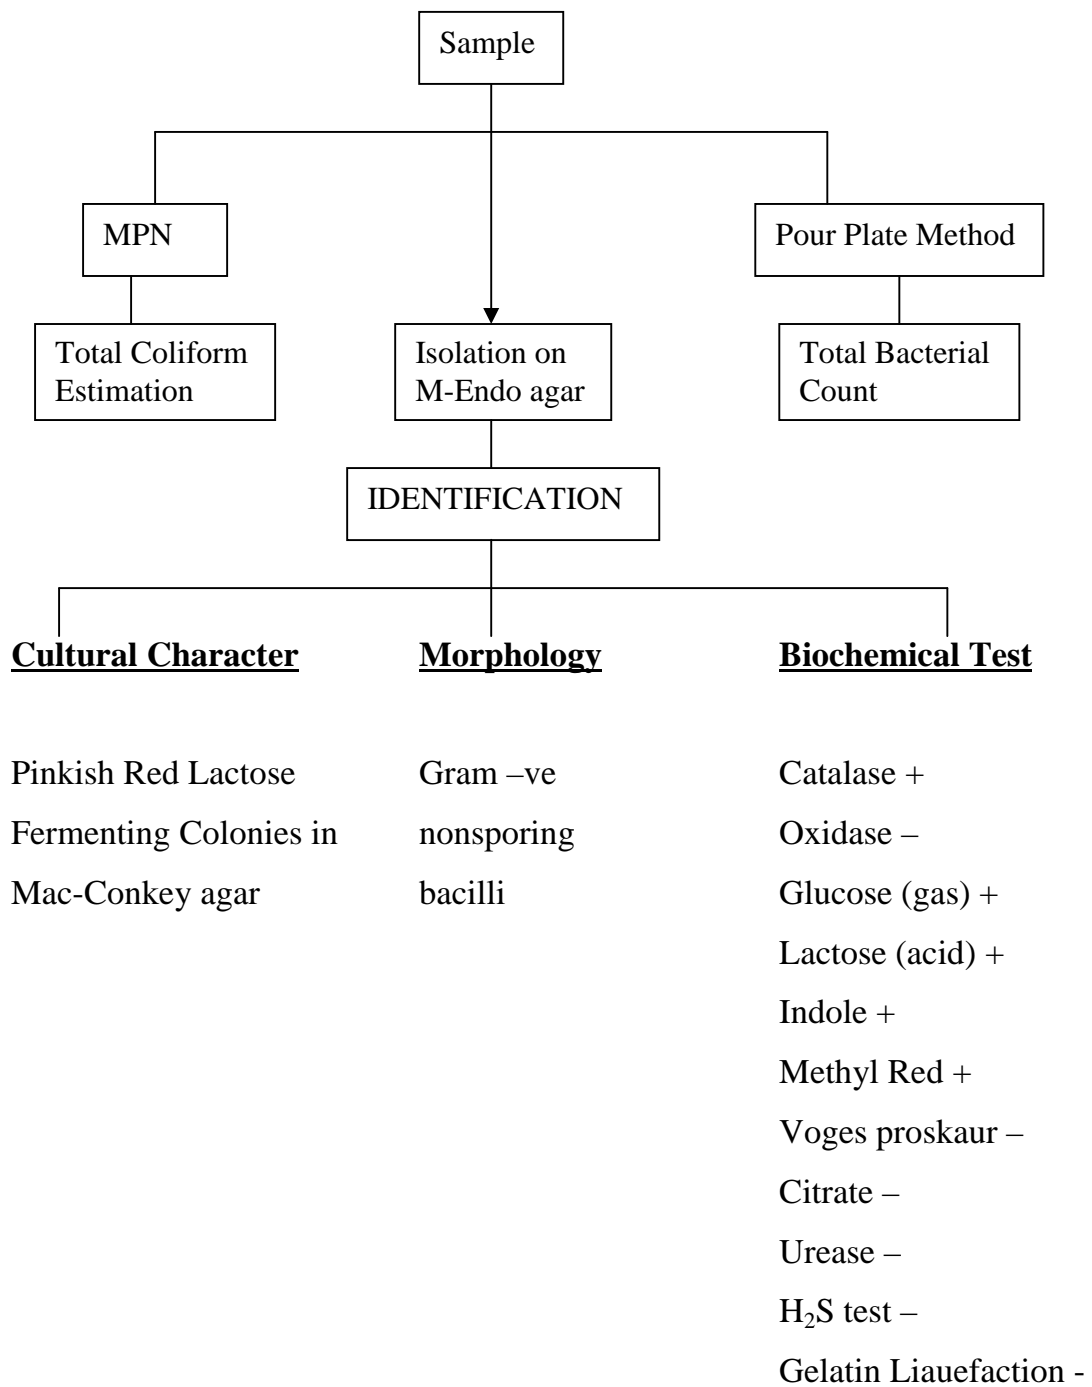 Sample
MPN
Pour Plate Method
Total Coliform
Estimation
Isolation on
M-Endo agar
Total Bacterial
Count
IDENTIFICATION
Cultural Character
Pinkish Red Lactose
Fermenting Colonies in
Mac-Conkey agar
Morphology
Gram –ve
nonsporing
bacilli
Biochemical Test
Catalase +
Oxidase –
Glucose (gas) +
Lactose (acid) +
Indole +
Methyl Red +
Voges proskaur –
Citrate –
Urease –
H₂S test –
Gelatin Liauefaction -